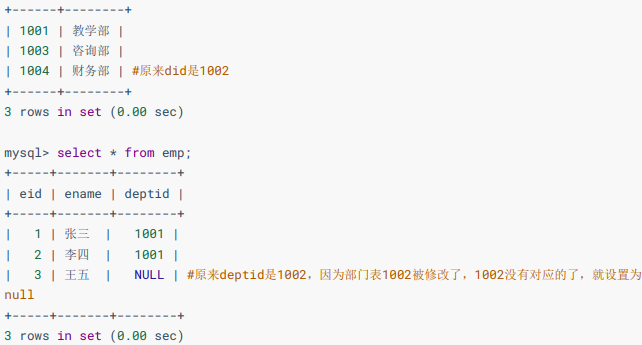 +------+--------+
| 1001 | 教学部 |
| 1003 | 咨询部 |
| 1004 | 财务部 | #原来did是1002
+------+--------+
3 rows in set (0.00 sec)
mysql> select * from emp;
+-----+-------+--------+
| eid | ename | deptid |
+-----+-------+--------+
|   1 | 张三  |   1001 |
|   2 | 李四  |   1001 |
|   3 | 王五  |   NULL | #原来deptid是1002，因为部门表1002被修改了，1002没有对应的了，就设置为
null
+-----+-------+--------+
3 rows in set (0.00 sec)